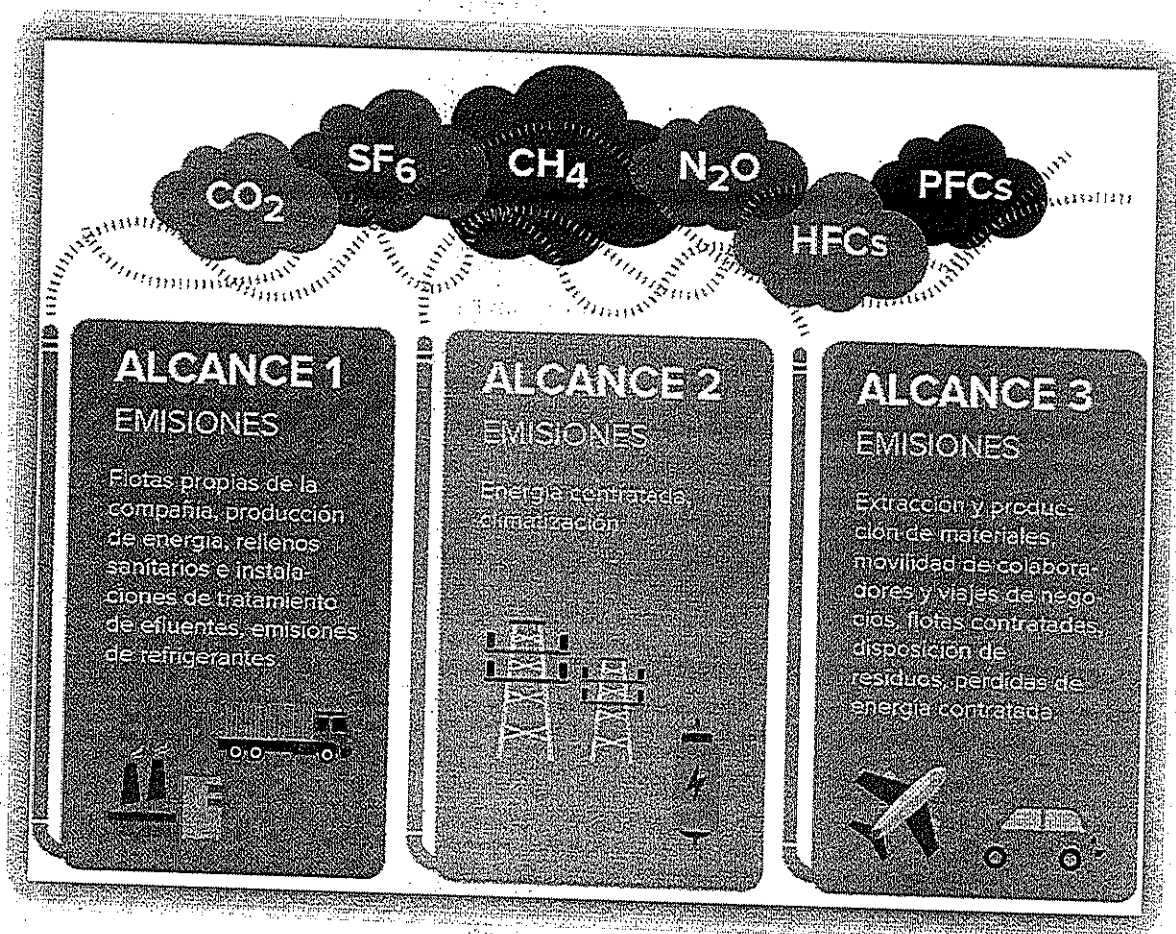 CO2
SF6
CH4
N2O
HFCs
PFCs
ALCANCE 1
EMISIONES
Flotas propias de la
compañía, producción
de energía, rellenos
sanitarios e instala-
ciones de tratamiento
de efluentes, emisiones
de refrigerantes
ALCANCE 2
EMISIONES
Energía contratada,
climatización
ALCANCE 3
EMISIONES
Extracción y produc-
ción de materiales,
movilidad de colabora-
dores y viajes de nego-
cios, flotas contratadas,
disposición de
residuos, perdidas de
energía contratada